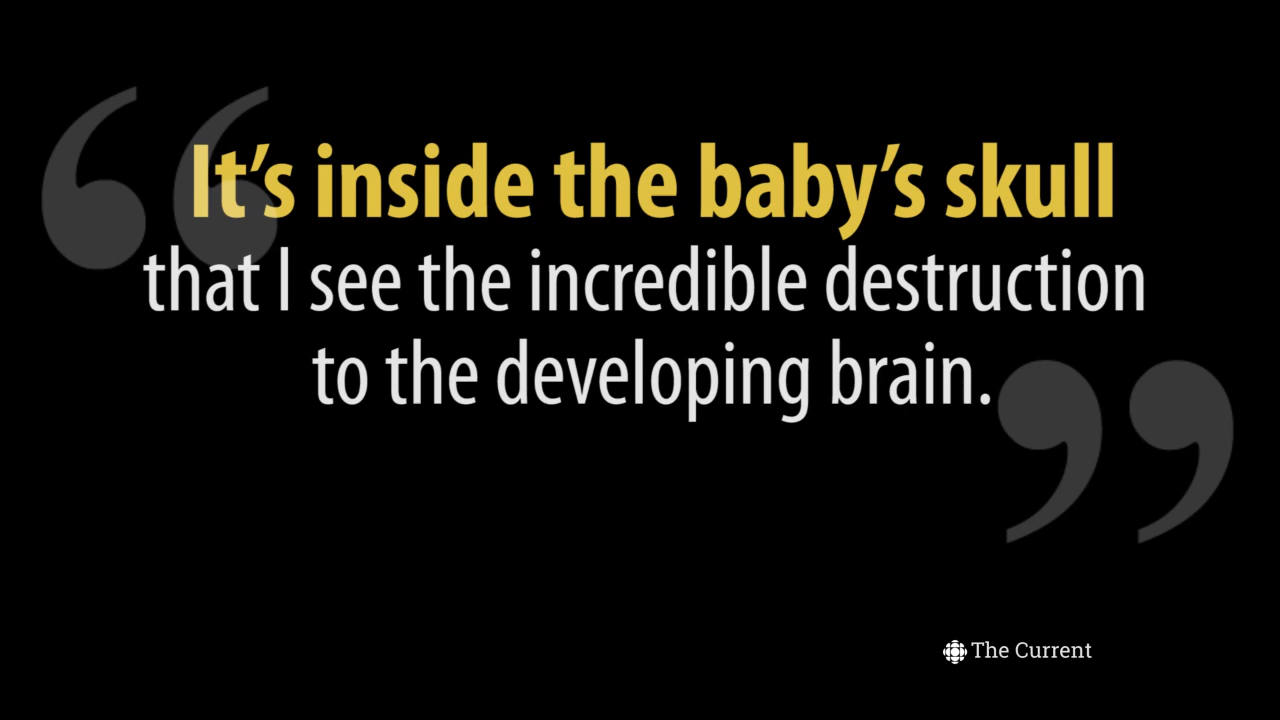 “It’s inside the baby’s skull
that I see the incredible destruction
to the developing brain.”
The Current